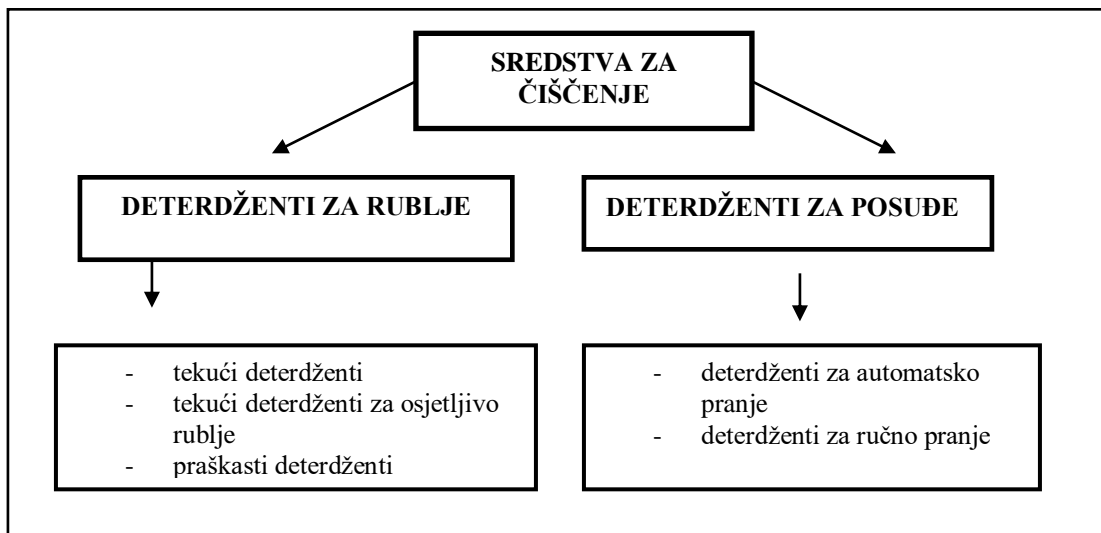 SREDSTVA ZA
ČIŠČENJE
DETERDŽENTI ZA RUBLJE
DETERDŽENTI ZA POSUĐE
- tekući deterdženti
- tekući deterdženti za osjetljivo
rublje
- praškasti deterdženti
- deterdženti za automatsko
pranje
- deterdženti za ručno pranje